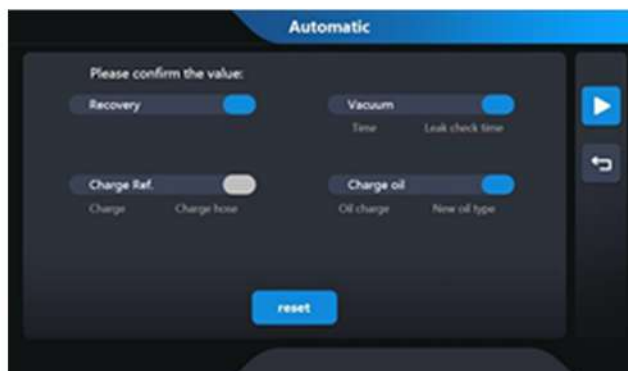 Automatic
Please confirm the value:
Recovery
Vacuum
Time Leak check time
Charge Ref.
Charge oil
Charge Charge hose
Oil charge New oil type
reset